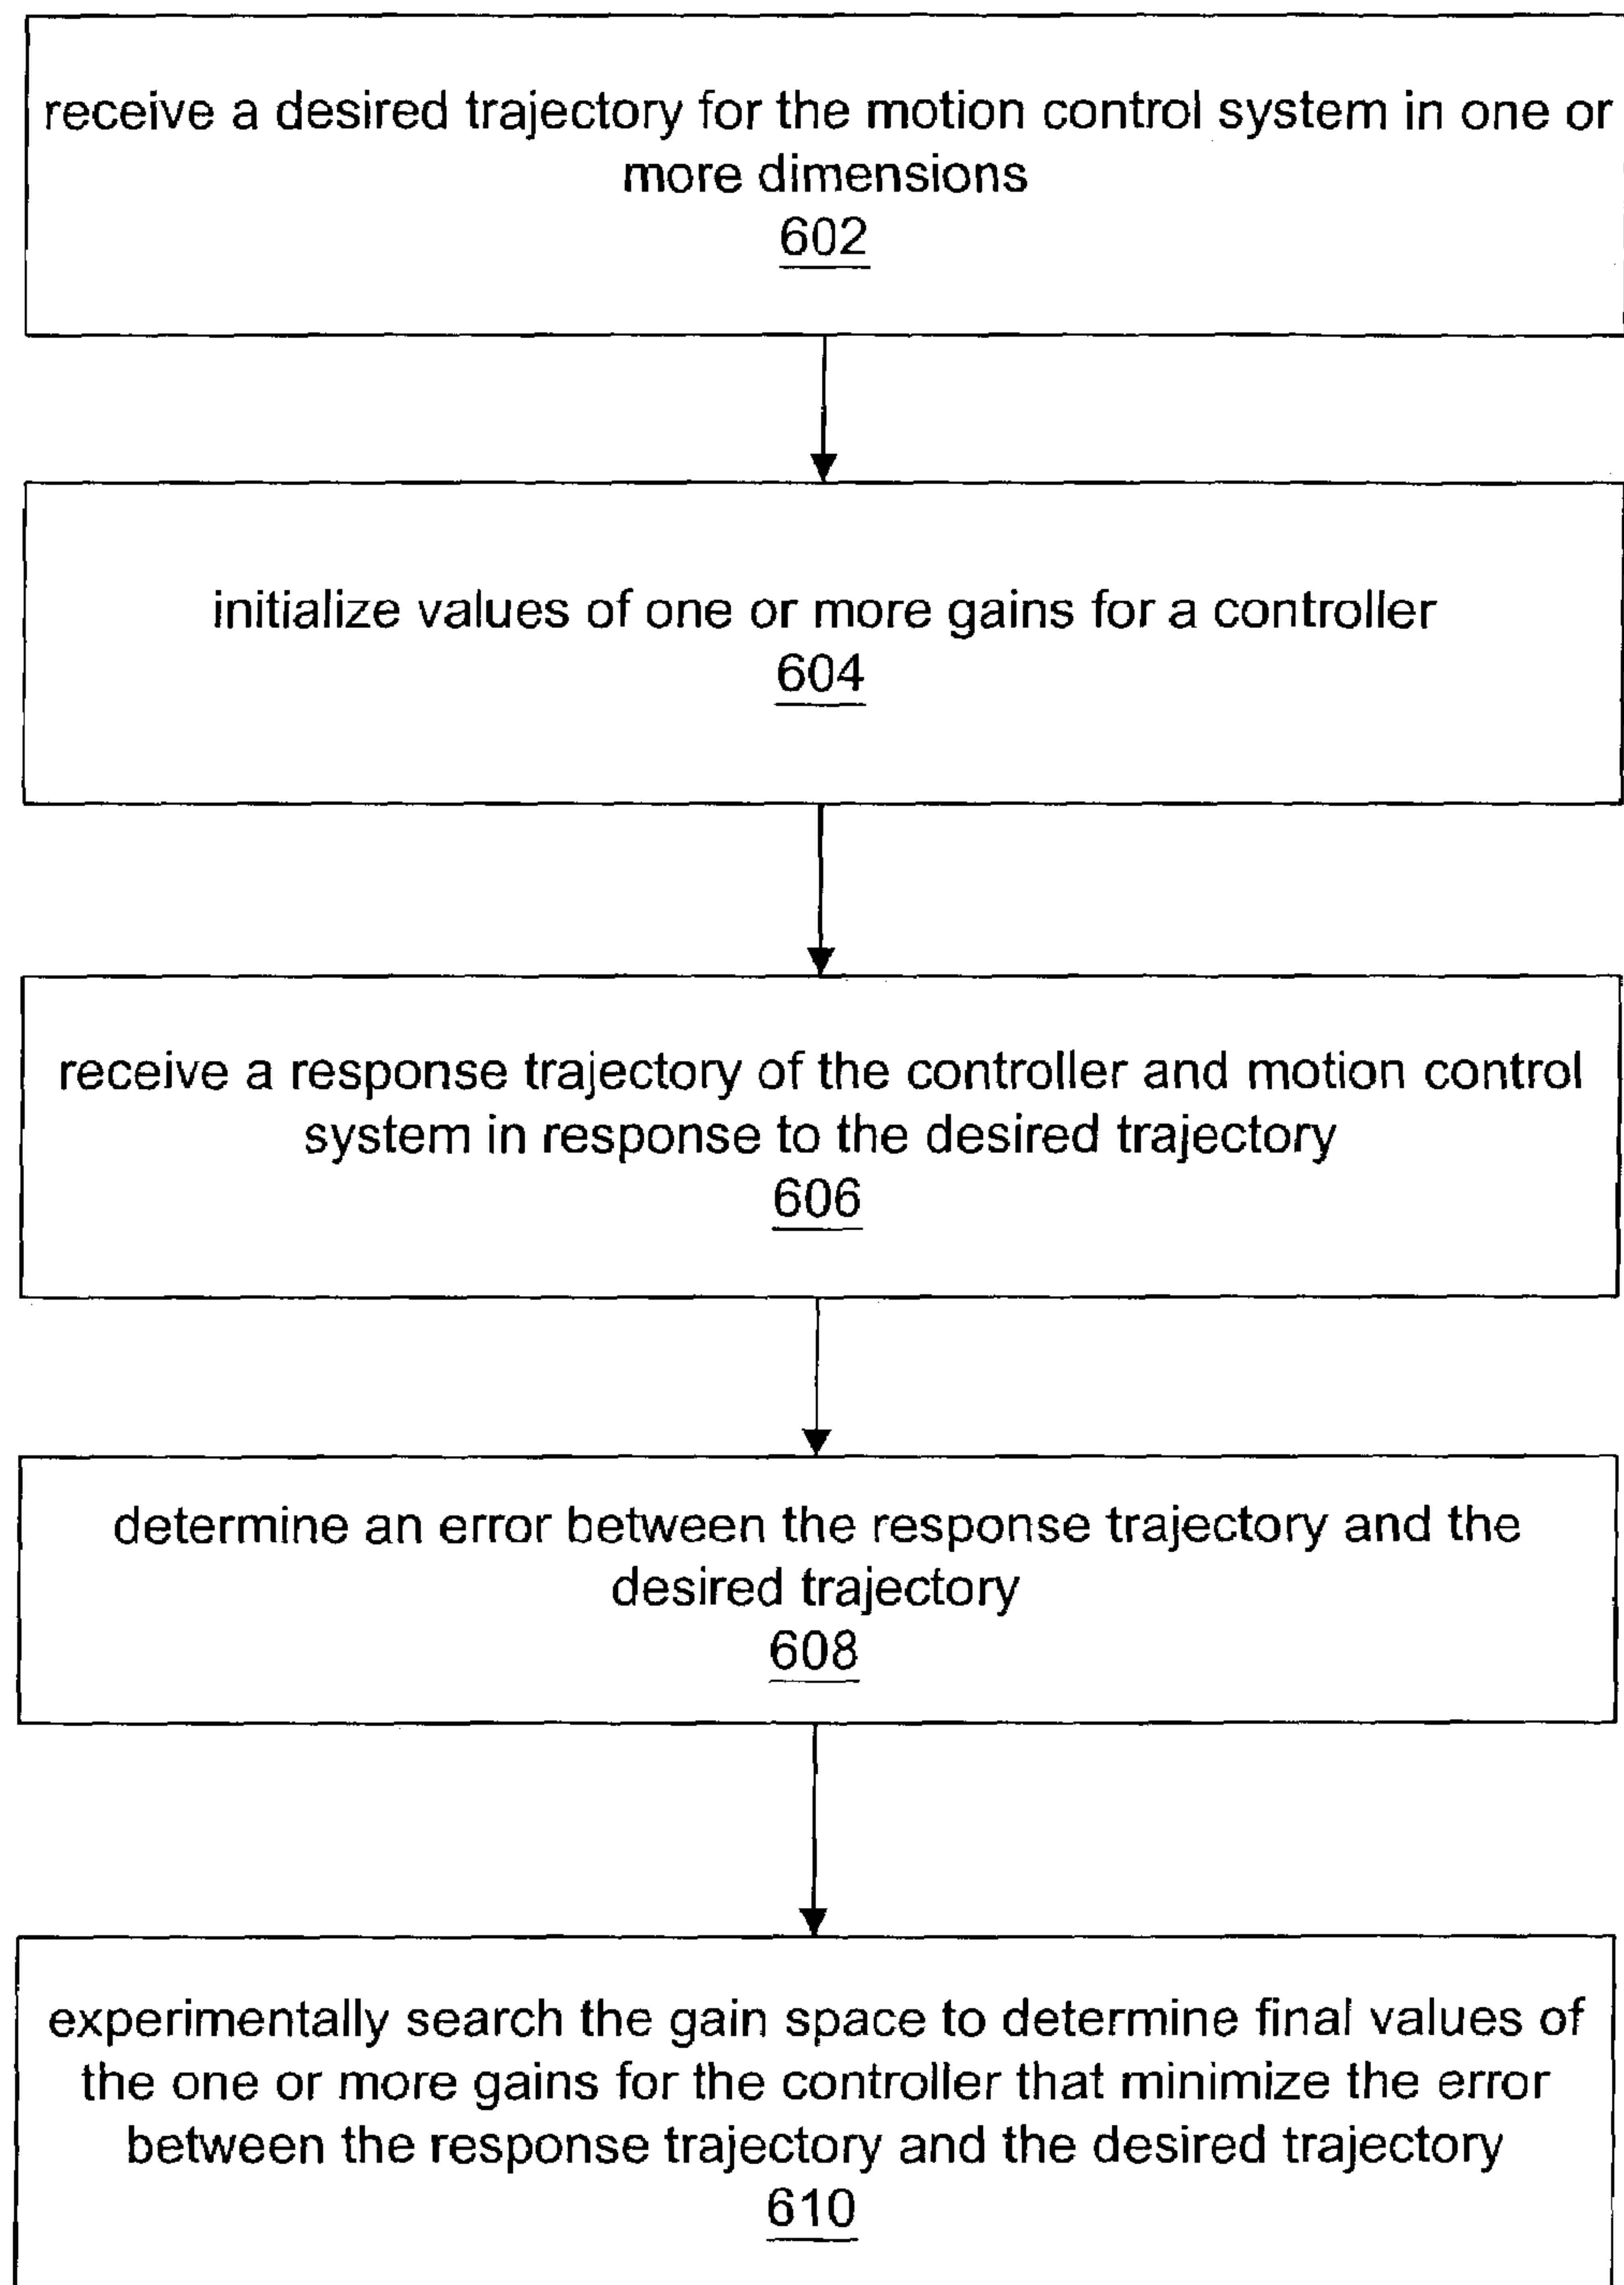 receive a desired trajectory for the motion control system in one or
more dimensions
602
initialize values of one or more gains for a controller
604
receive a response trajectory of the controller and motion control
system in response to the desired trajectory
606
determine an error between the response trajectory and the
desired trajectory
608
experimentally search the gain space to determine final values of
the one or more gains for the controller that minimize the error
between the response trajectory and the desired trajectory
610